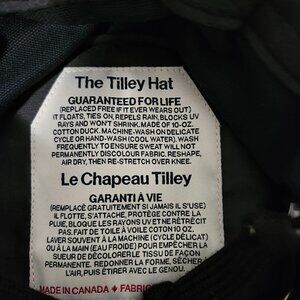 The Tilley Hat
GUARANTEED FOR LIFE
(REPLACED FREE IF IT EVER WEARS OUT)
IT FLOATS, TIES ON, REPELS RAIN, BLOCKS UV
RAYS AND WON'T SHRINK. MADE OF 10-OZ.
COTTON DUCK. MACHINE-WASH ON DELICATE
CYCLE OR HAND-WASH (COOL WATER). WASH
FREQUENTLY TO ENSURE SWEAT WILL NOT
PERMANENTLY DISCOLOUR FABRIC. RESHAPE,
AIR DRY, THEN RE-STRETCH OVER KNEE.
Le Chapeau Tilley
GARANTI À VIE
(REMPLACÉ GRATUITEMENT SI JAMAIS IL S'USE)
IL FLOTTE, S'ATTACHE, PROTÈGE CONTRE LA
PLUIE, BLOQUE LES RAYONS UV ET NE RÉTRÉCIT
PAS. FAIT DE TOILE À VOILE COTON 10 OZ.
LAVER SOUVENT À LA MACHINE (CYCLE DÉLICAT)
OU À LA MAIN (EAU FROIDE) POUR EMPÊCHER LA
SUEUR DE DÉCOLORER LE TISSU DE FAÇON
PERMANENTE. REDONNER LA FORME, SÉCHER À
L'AIR, PUIS ÉTIRER AVEC LE GENOU.
MADE IN CANADA FABRI